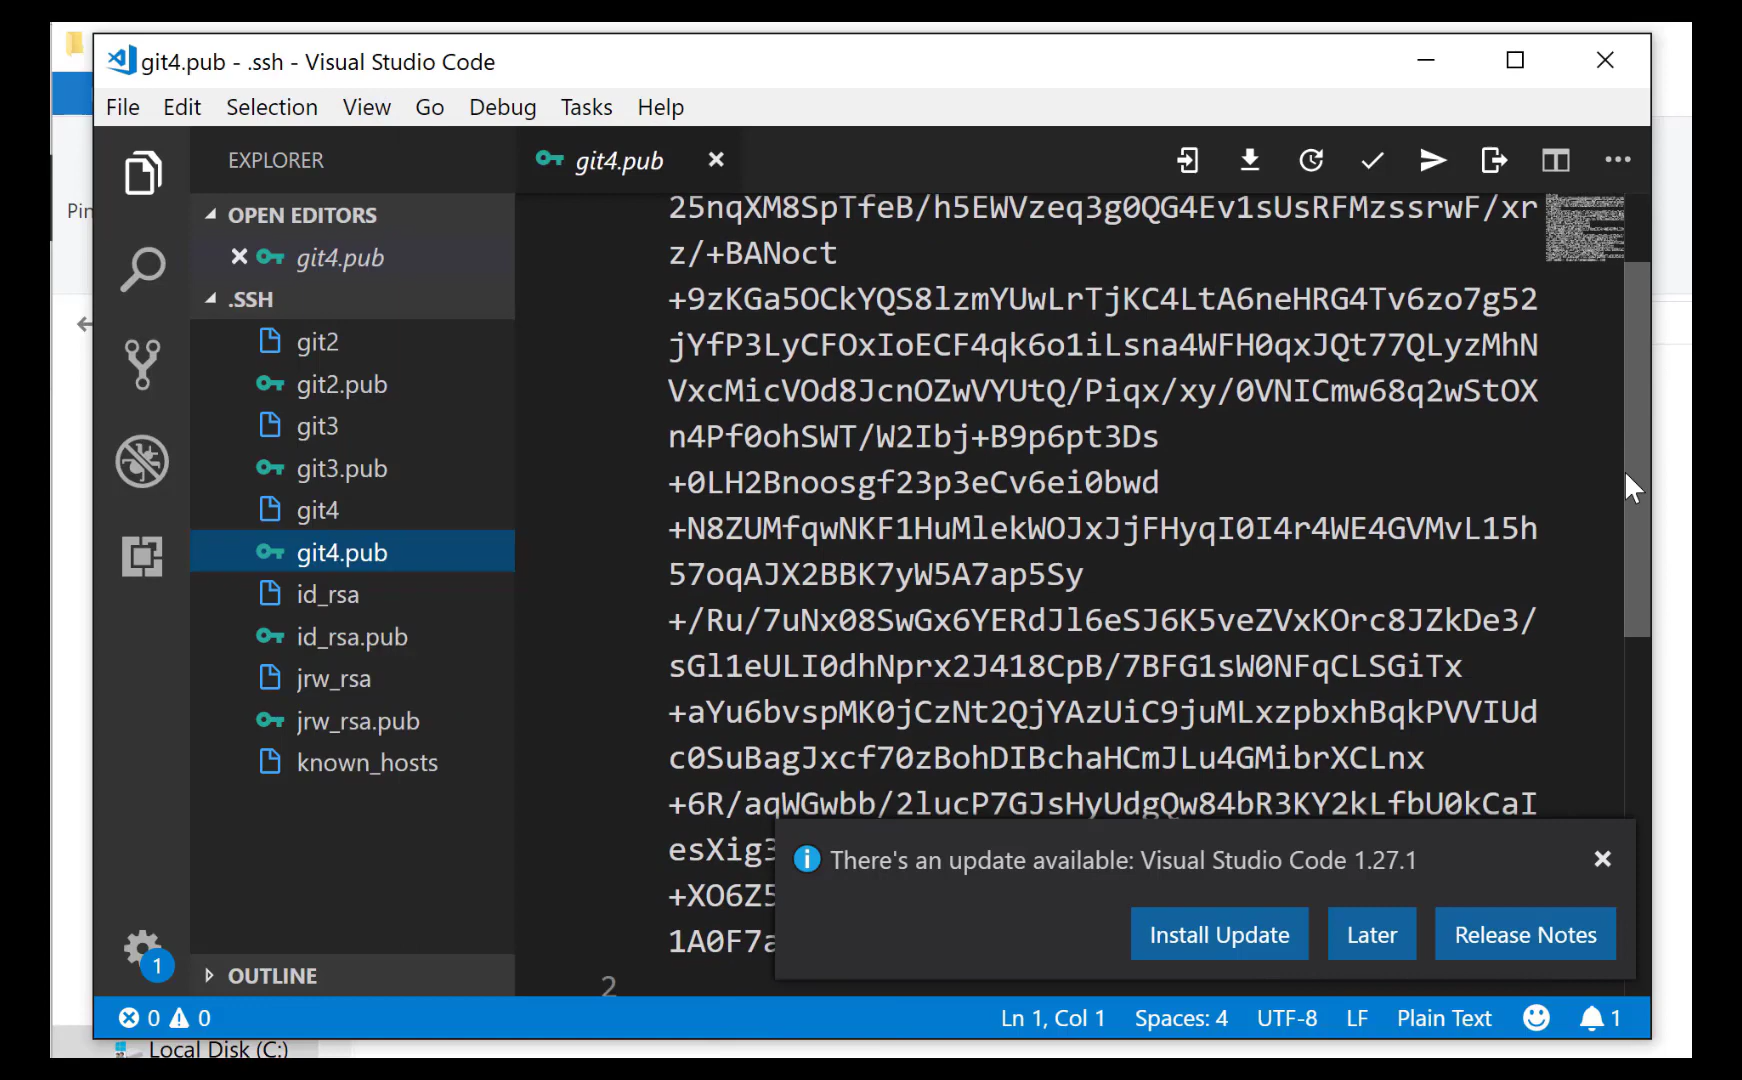 git4.pub - .ssh - Visual Studio Code
File Edit Selection View Go Debug Tasks Help
Pin
EXPLORER
git4.pub
OPEN EDITORS
git4.pub
.SSH
git2
git2.pub
git3
git3.pub
git4
git4.pub
id_rsa
id_rsa.pub
jrw_rsa
jrw_rsa.pub
known_hosts
OUTLINE
25nqXM8SpTfeB/h5EWVzeq3g0QG4Ev1sUsRFMzssrwF/xr
z/+BANoct
+9zKGa5OCkYQS8lzmYUwLrTjKC4LtA6neHRG4Tv6zo7g52
jYfP3LyCFOxIoECF4qk6o1iLsna4WFH0qxJQt77QLyzMhN
VxcMicVOd8JcnOZwVYUtQ/Piqx/xy/0VNICmw68q2wStOX
n4Pf0ohSWT/W2Ibj+B9p6pt3Ds
+0LH2Bnoosgf23p3eCv6ei0bwd
+N8ZUMfqwNKF1HuMlekWOJxJjFHyqI0I4r4WE4GVMvL15h
57oqAJX2BBK7yW5A7ap5Sy
+/Ru/7uNx08SwGx6YERdJl6eSJ6K5veZVxKOrc8JZkDe3/
sGl1eULI0dhNprx2J418CpB/7BFG1sW0NFqCLSGiTx
+aYu6bvspMK0jCzNt2QjYAzUiC9juMLxzpbxhBqkPVVIUd
c0SuBagJxcf70zBohDIBchaHCmJLu4GMibrXCLnx
+6R/aqWGwbb/2lucP7GJsHyUdgQw84bR3KY2kLfbU0kCaI
esXig3
+XO6Z5
1A0F7a
2
There's an update available: Visual Studio Code 1.27.1
Install Update Later Release Notes
1
0 0 Ln 1, Col 1 Spaces: 4 UTF-8 LF Plain Text 1
Local Disk (C:)